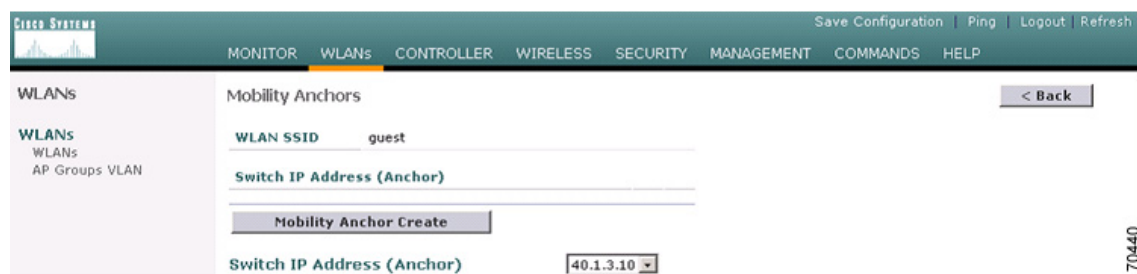 CISCO SYSTEMS
Save Configuration | Ping | Logout | Refresh
MONITOR WLANs CONTROLLER WIRELESS SECURITY MANAGEMENT COMMANDS HELP
WLANs
WLANs
WLANs
AP Groups VLAN
Mobility Anchors
< Back
WLAN SSID guest
Switch IP Address (Anchor)
Mobility Anchor Create
Switch IP Address (Anchor) 40.1.3.10
70440